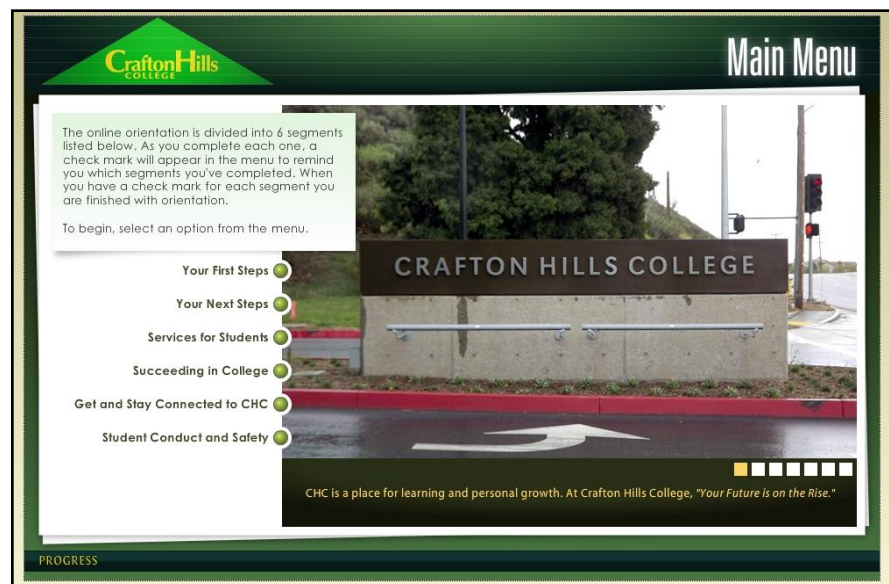 CraftonHills
COLLEGE
Main Menu
The online orientation is divided into 6 segments
listed below. As you complete each one, a
check mark will appear in the menu to remind
you which segments you've completed. When
you have a check mark for each segment you
are finished with orientation.
To begin, select an option from the menu.
CRAFTON HILLS COLLEGE
Your First Steps
Your Next Steps
Services for Students
Succeeding in College
Get and Stay Connected to CHC
Student Conduct and Safety
CHC is a place for learning and personal growth. At Crafton Hills College, "Your Future is on the Rise."
PROGRESS